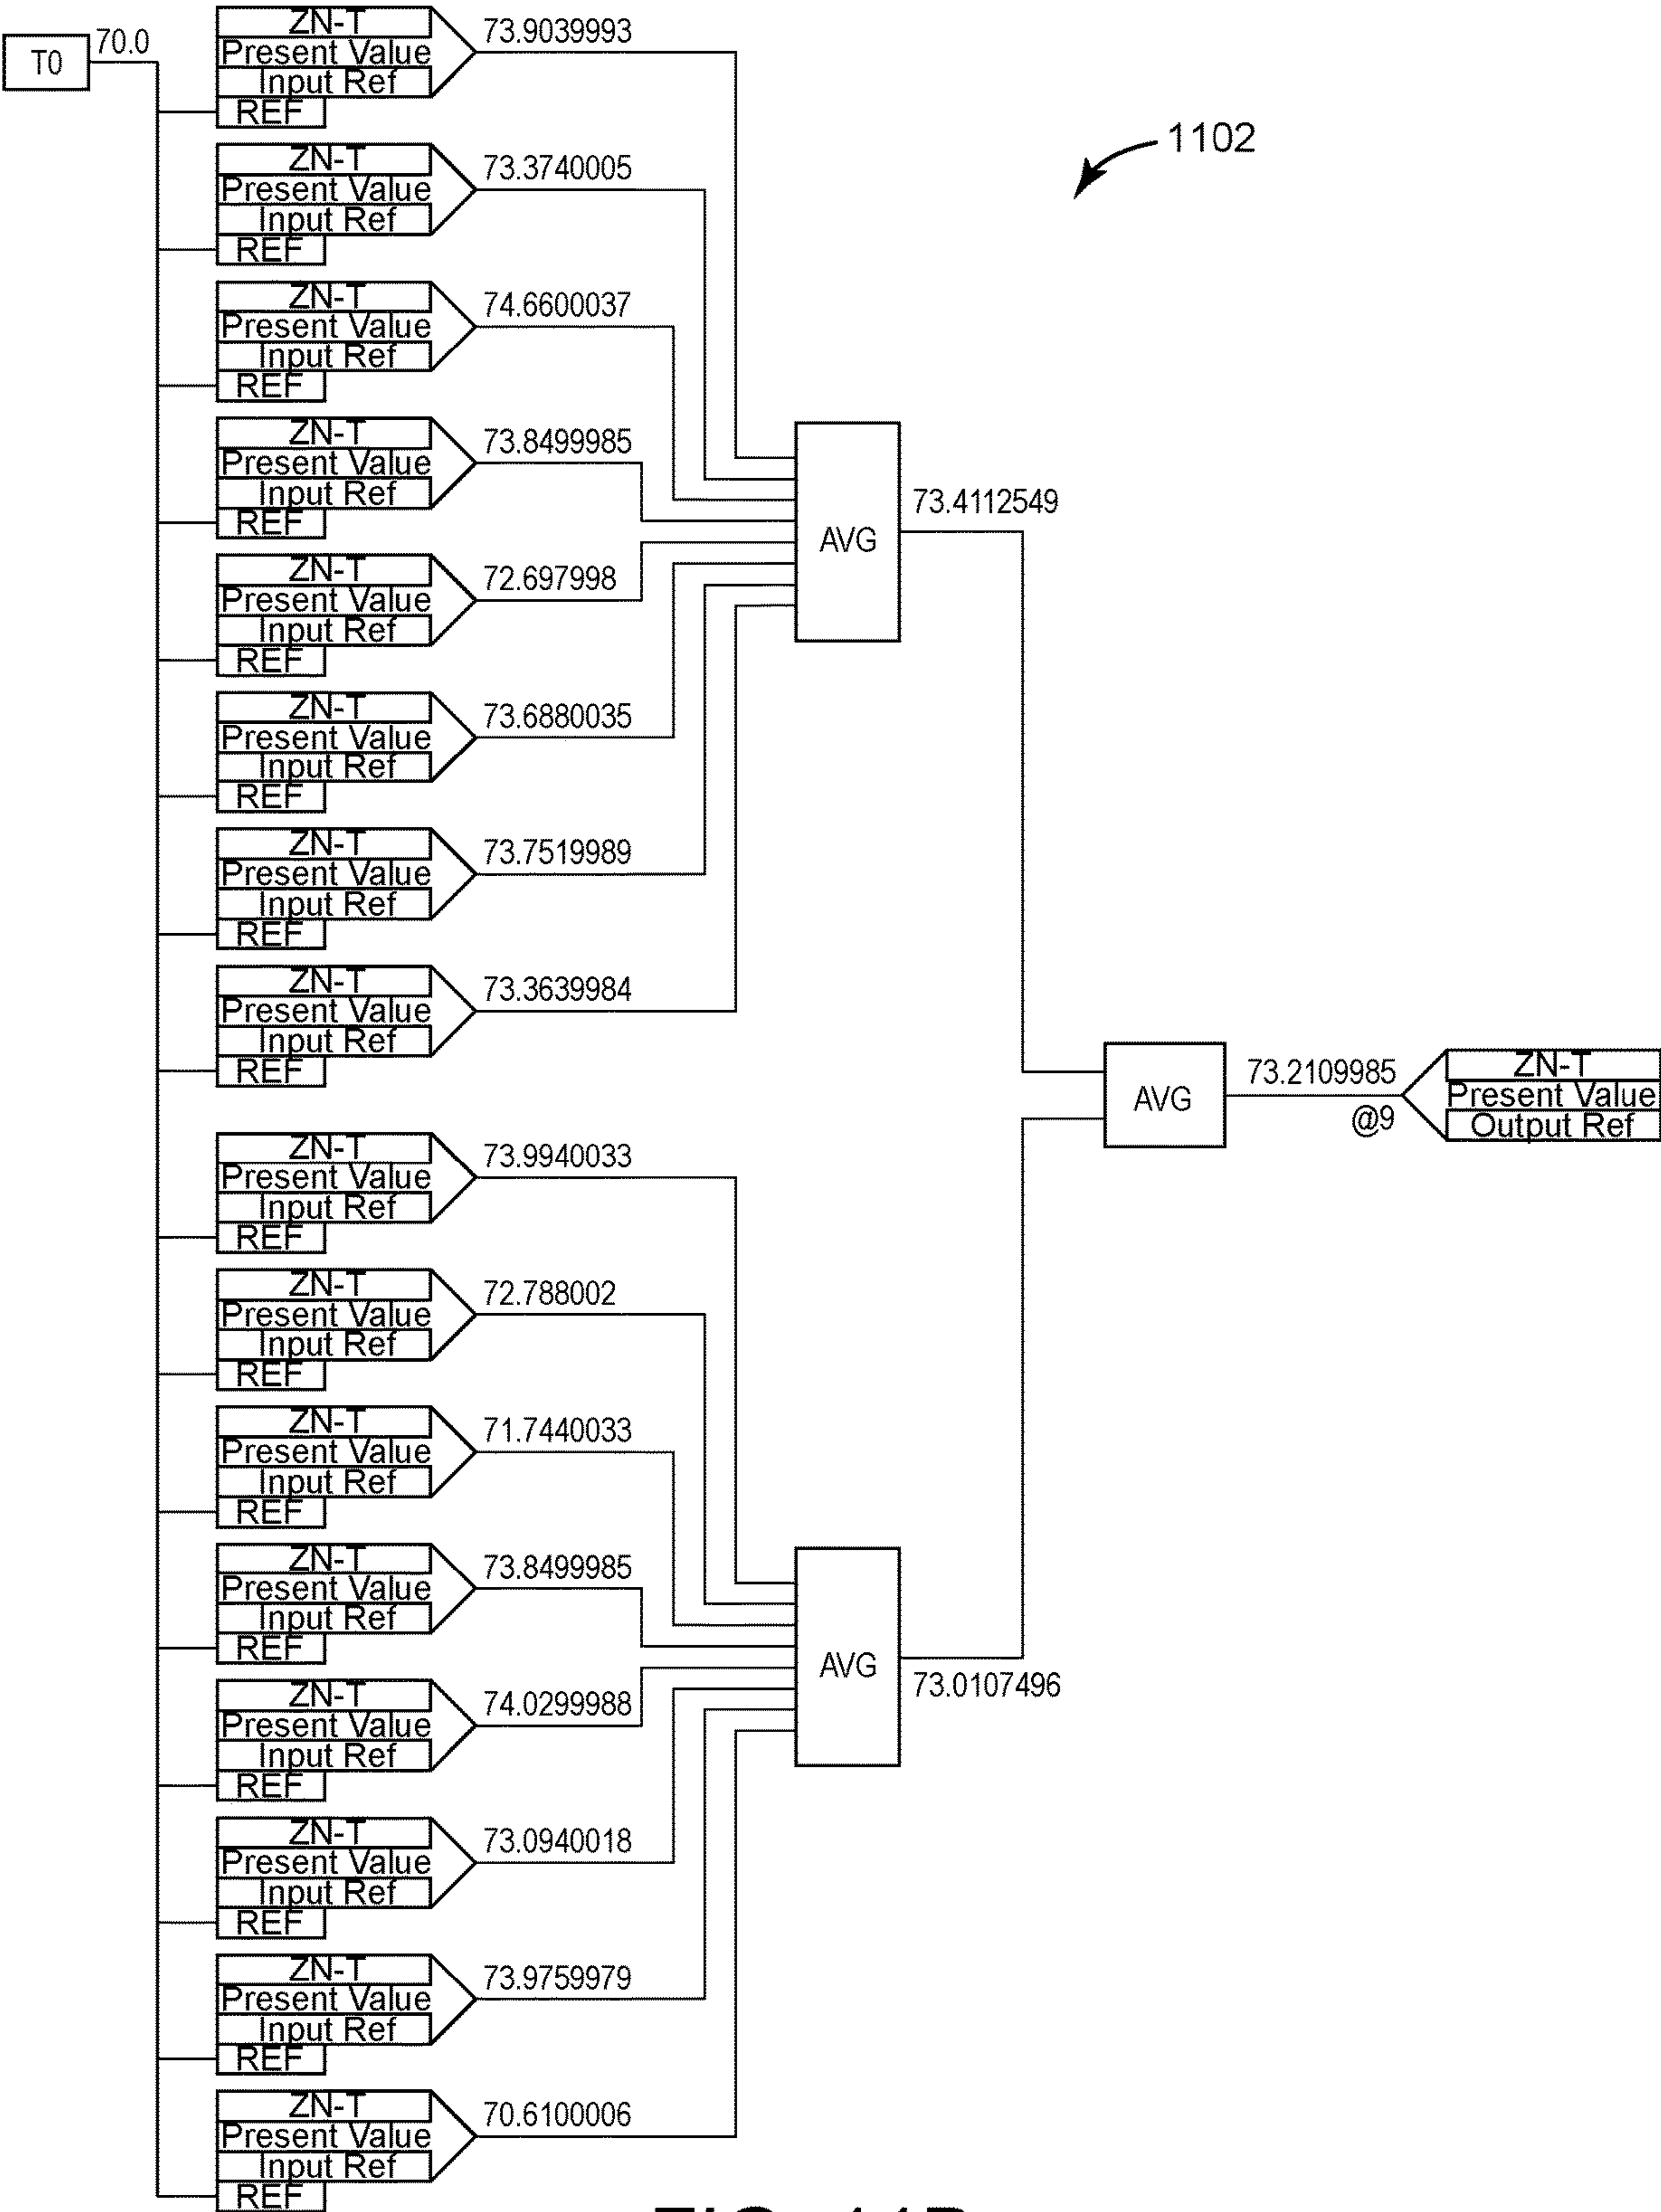 T0
70.0
ZN-T
Present Value
Input Ref
REF
73.9039993
1102
ZN-T
Present Value
Input Ref
REF
73.3740005
ZN-T
Present Value
Input Ref
REF
74.6600037
ZN-T
Present Value
Input Ref
REF
73.8499985
ZN-T
Present Value
Input Ref
REF
72.697998
ZN-T
Present Value
Input Ref
REF
73.6880035
ZN-T
Present Value
Input Ref
REF
73.7519989
ZN-T
Present Value
Input Ref
REF
73.3639984
AVG
73.4112549
ZN-T
Present Value
Input Ref
REF
73.9940033
ZN-T
Present Value
Input Ref
REF
72.788002
ZN-T
Present Value
Input Ref
REF
71.7440033
ZN-T
Present Value
Input Ref
REF
73.8499985
ZN-T
Present Value
Input Ref
REF
74.0299988
ZN-T
Present Value
Input Ref
REF
73.0940018
ZN-T
Present Value
Input Ref
REF
73.9759979
ZN-T
Present Value
Input Ref
REF
70.6100006
AVG
73.0107496
AVG
73.2109985
@9
ZN-T
Present Value
Output Ref